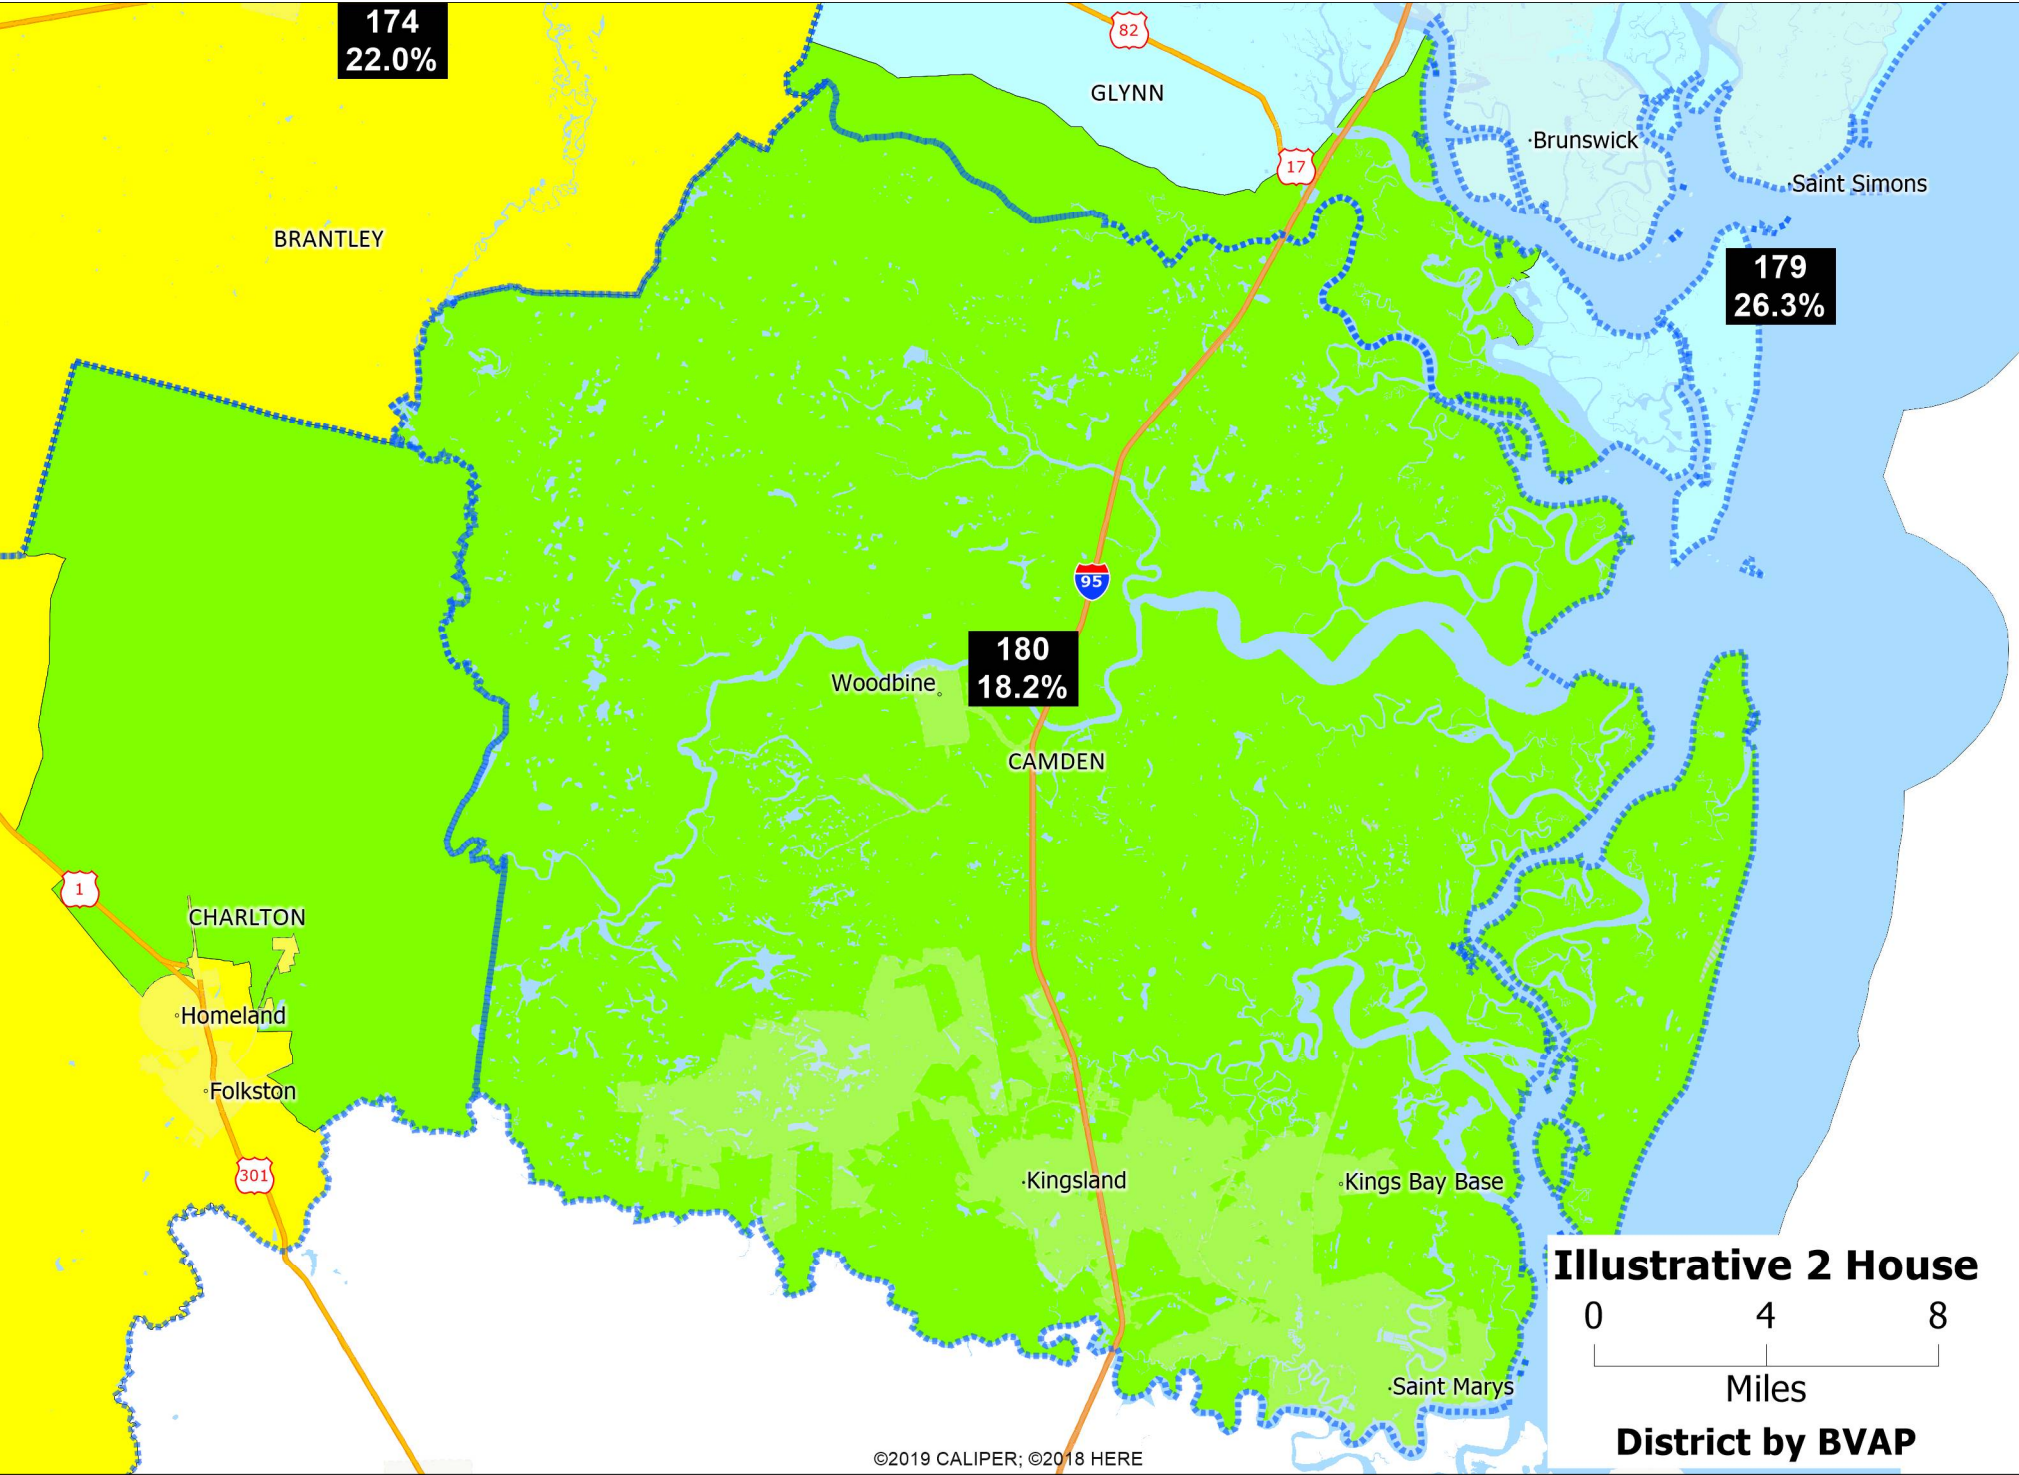 174
22.0%
82
GLYNN
17
Brunswick
Saint Simons
BRANTLEY
179
26.3%
95
180
18.2%
Woodbine
CAMDEN
1
CHARLTON
Homeland
Folkston
301
Kingsland
Kings Bay Base
Saint Marys
Illustrative 2 House
0 4 8
Miles
District by BVAP
©2019 CALIPER; ©2018 HERE